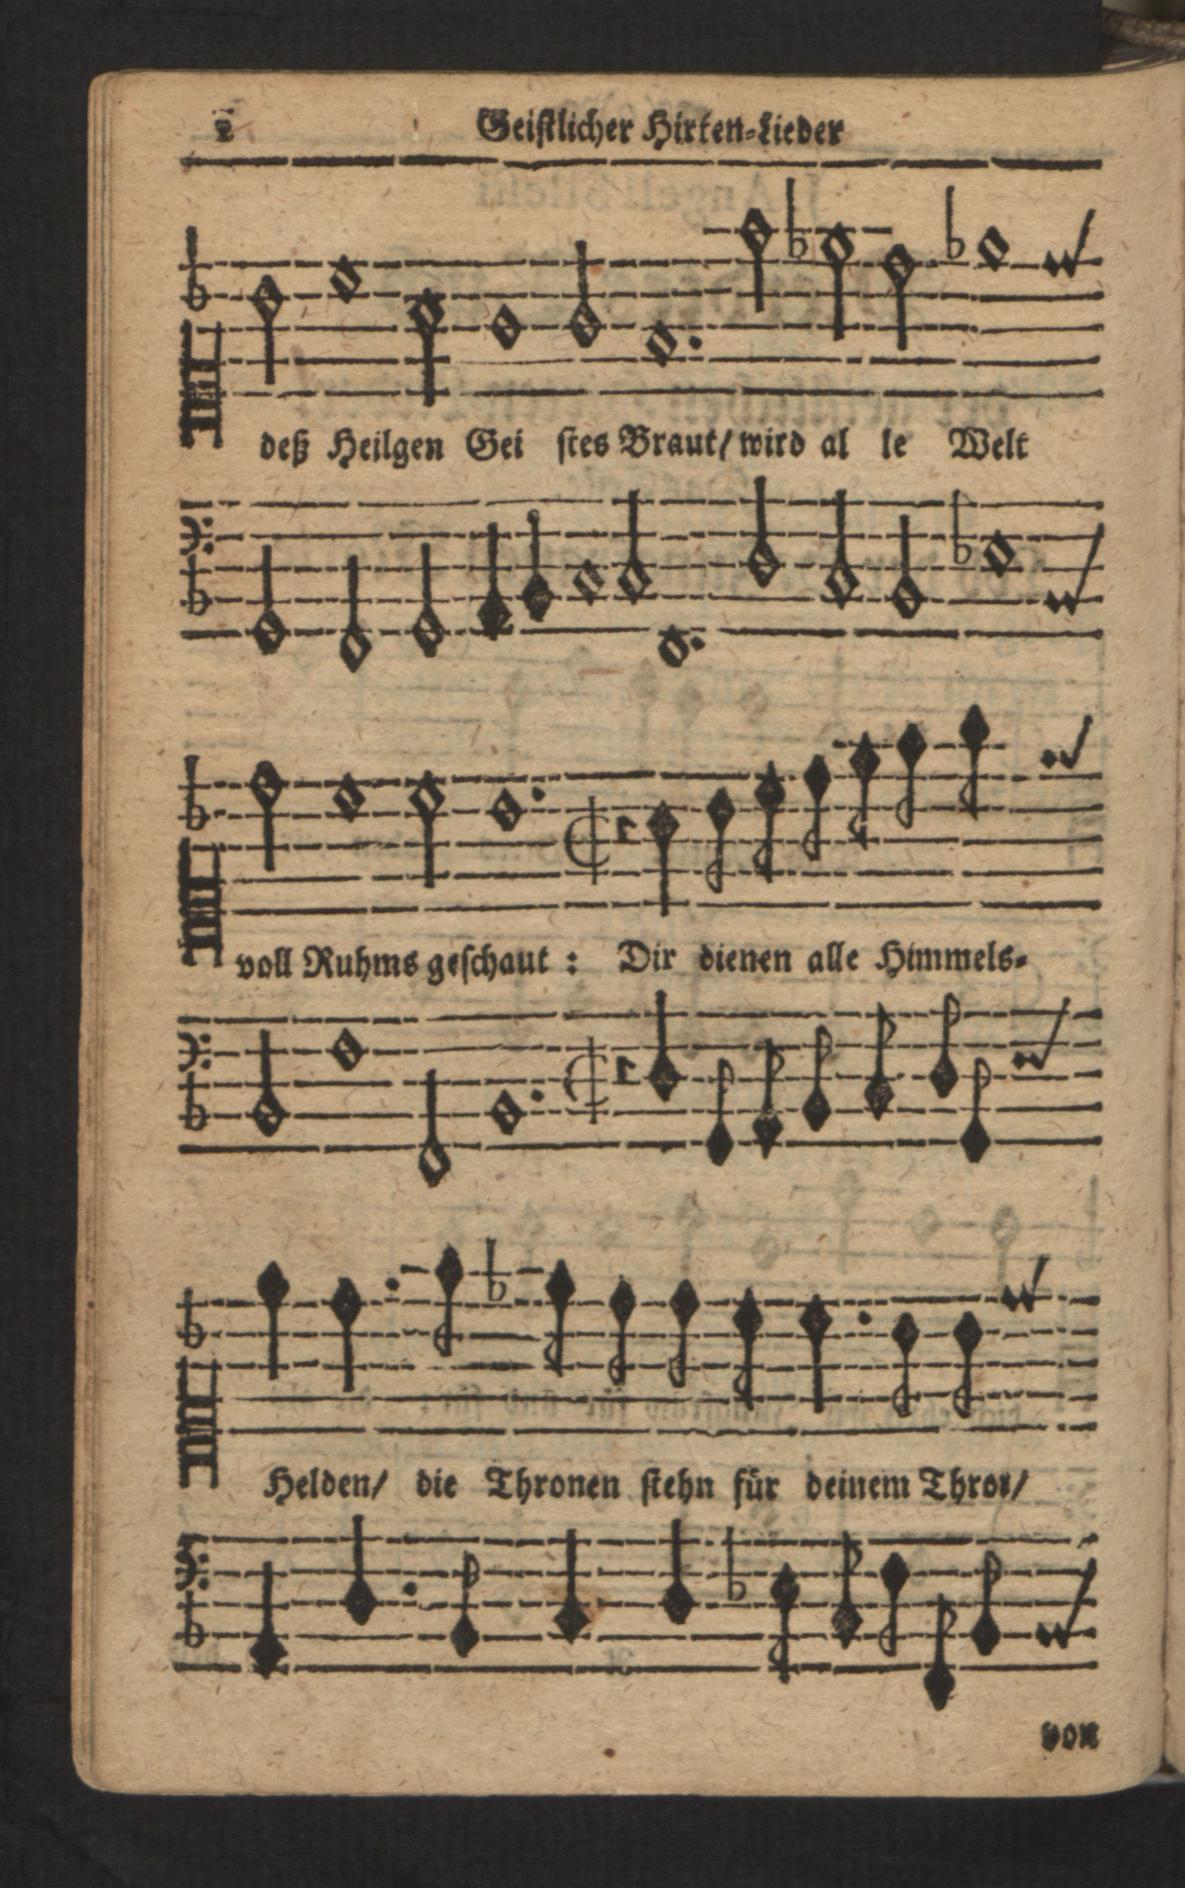 2 Geistlicher Hirten-Lieder
deß Heilgen Gei stes Braut/ wird al le Welt
voll Ruhms geschaut : Dir dienen alle Himmels-
Helden/ die Thronen stehn für deinem Thron/
von